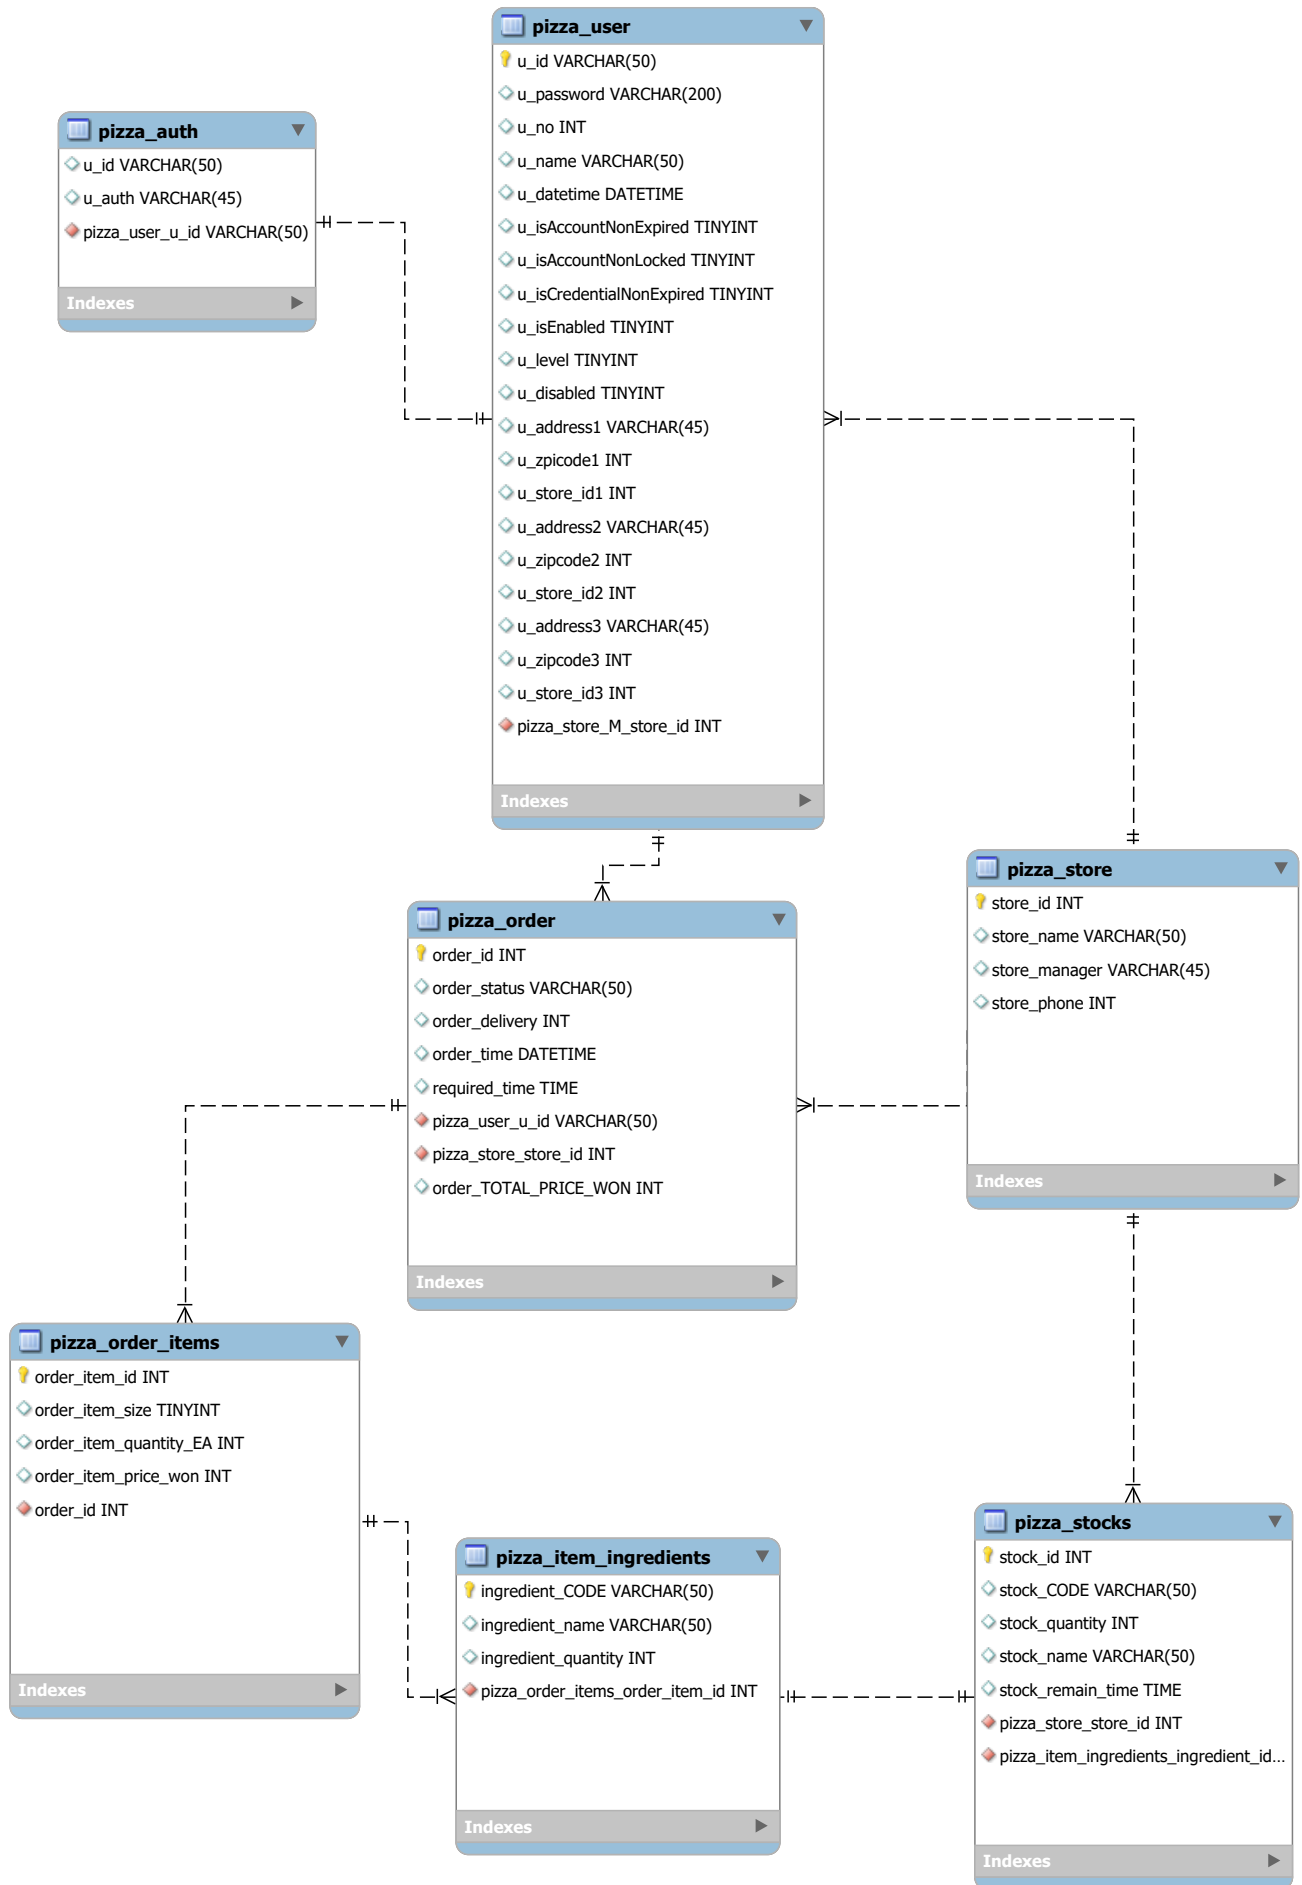 pizza_user
u_id VARCHAR(50)
u_password VARCHAR(200)
u_no INT
u_name VARCHAR(50)
u_datetime DATETIME
u_isAccountNonExpired TINYINT
u_isAccountNonLocked TINYINT
u_isCredentialNonExpired TINYINT
u_isEnabled TINYINT
u_level TINYINT
u_disabled TINYINT
u_address1 VARCHAR(45)
u_zpicode1 INT
u_store_id1 INT
u_address2 VARCHAR(45)
u_zipcode2 INT
u_store_id2 INT
u_address3 VARCHAR(45)
u_zipcode3 INT
u_store_id3 INT
pizza_store_M_store_id INT
Indexes
pizza_auth
u_id VARCHAR(50)
u_auth VARCHAR(45)
pizza_user_u_id VARCHAR(50)
Indexes
pizza_store
store_id INT
store_name VARCHAR(50)
store_manager VARCHAR(45)
store_phone INT
Indexes
pizza_order
order_id INT
order_status VARCHAR(50)
order_delivery INT
order_time DATETIME
required_time TIME
pizza_user_u_id VARCHAR(50)
pizza_store_store_id INT
order_TOTAL_PRICE_WON INT
Indexes
pizza_order_items
order_item_id INT
order_item_size TINYINT
order_item_quantity_EA INT
order_item_price_won INT
order_id INT
Indexes
pizza_item_ingredients
ingredient_CODE VARCHAR(50)
ingredient_name VARCHAR(50)
ingredient_quantity INT
pizza_order_items_order_item_id INT
Indexes
pizza_stocks
stock_id INT
stock_CODE VARCHAR(50)
stock_quantity INT
stock_name VARCHAR(50)
stock_remain_time TIME
pizza_store_store_id INT
pizza_item_ingredients_ingredient_id...
Indexes